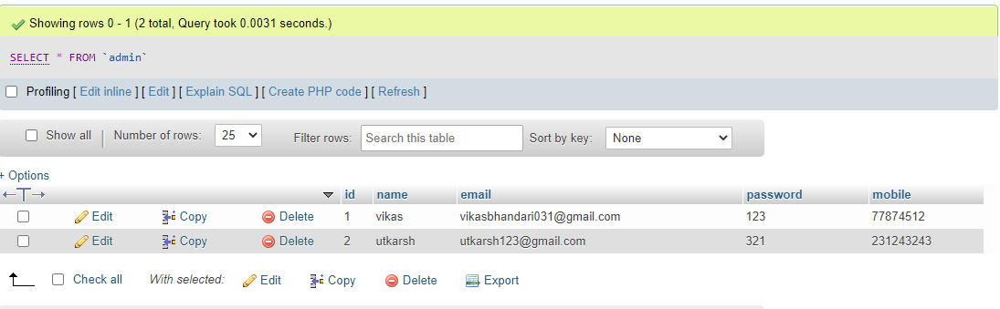 Showing rows 0 - 1 (2 total, Query took 0.0031 seconds.)
SELECT * FROM `admin`
Profiling [ Edit inline ] [ Edit ] [ Explain SQL ] [ Create PHP code ] [ Refresh ]
Show all | Number of rows: 25 Filter rows: Search this table Sort by key: None
+ Options
←T→ id name email password mobile
Edit Copy Delete 1 vikas vikasbhandari031@gmail.com 123 77874512
Edit Copy Delete 2 utkarsh utkarsh123@gmail.com 321 231243243
Check all With selected: Edit Copy Delete Export